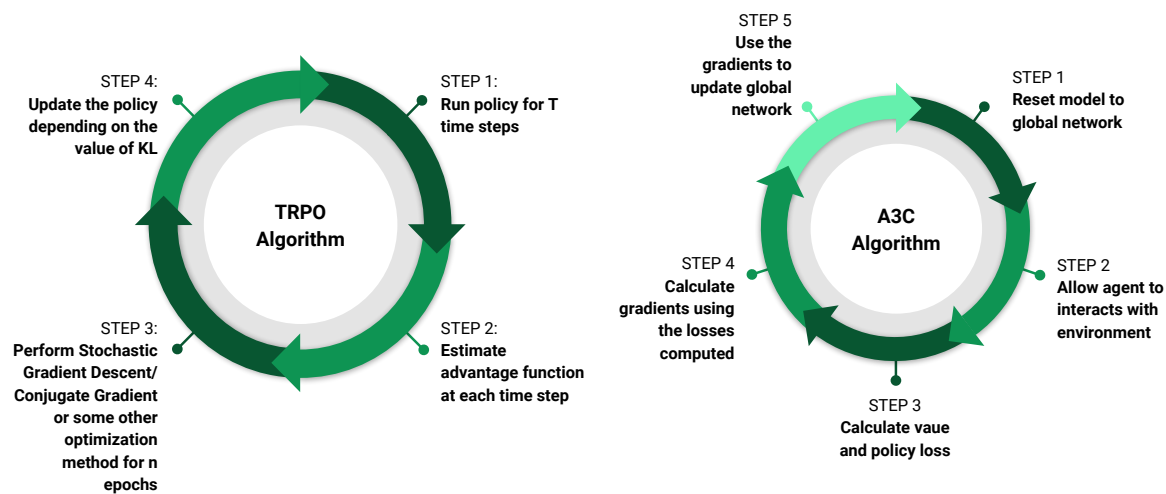 TRPO
Algorithm
STEP 1:
Run policy for T
time steps
STEP 2:
Estimate
advantage function
at each time step
STEP 3:
Perform Stochastic
Gradient Descent/
Conjugate Gradient
or some other
optimization
method for n
epochs
STEP 4:
Update the policy
depending on the
value of KL
A3C
Algorithm
STEP 1
Reset model to
global network
STEP 2
Allow agent to
interacts with
environment
STEP 3
Calculate vaue
and policy loss
STEP 4
Calculate
gradients using
the losses
computed
STEP 5
Use the
gradients to
update global
network